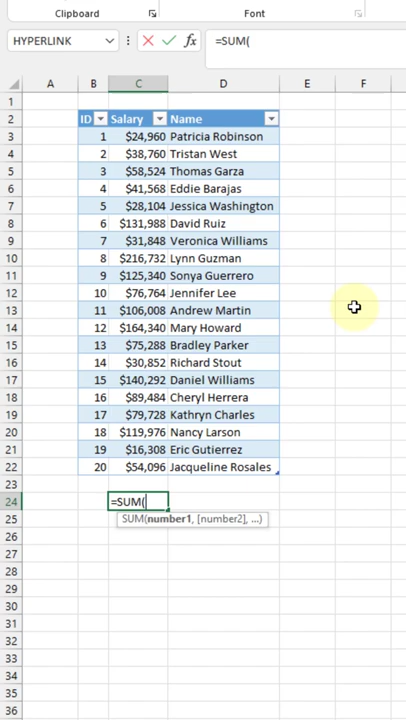 Clipboard Font
HYPERLINK fx =SUM(
A B C D E F
1
2 ID Salary Name
3 1 $24,960 Patricia Robinson
4 2 $38,760 Tristan West
5 3 $58,524 Thomas Garza
6 4 $41,568 Eddie Barajas
7 5 $28,104 Jessica Washington
8 6 $131,988 David Ruiz
9 7 $31,848 Veronica Williams
10 8 $216,732 Lynn Guzman
11 9 $125,340 Sonya Guerrero
12 10 $76,764 Jennifer Lee
13 11 $106,008 Andrew Martin
14 12 $164,340 Mary Howard
15 13 $75,288 Bradley Parker
16 14 $30,852 Richard Stout
17 15 $140,292 Daniel Williams
18 16 $89,484 Cheryl Herrera
19 17 $79,728 Kathryn Charles
20 18 $119,976 Nancy Larson
21 19 $16,308 Eric Gutierrez
22 20 $54,096 Jacqueline Rosales
23
24 =SUM(
25 SUM(number1, [number2], ...)
26
27
28
29
30
31
32
33
34
35
36